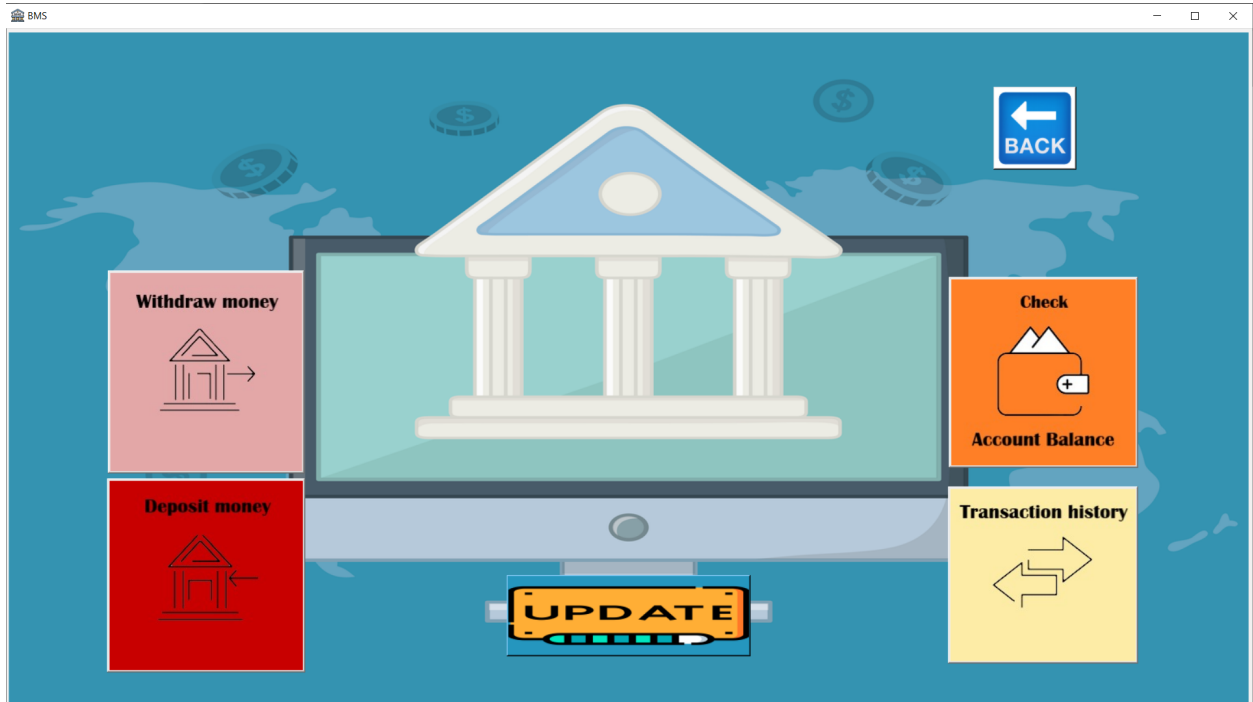 BMS
BACK
Withdraw money
Check
Account Balance
Deposit money
Transaction history
UPDATE